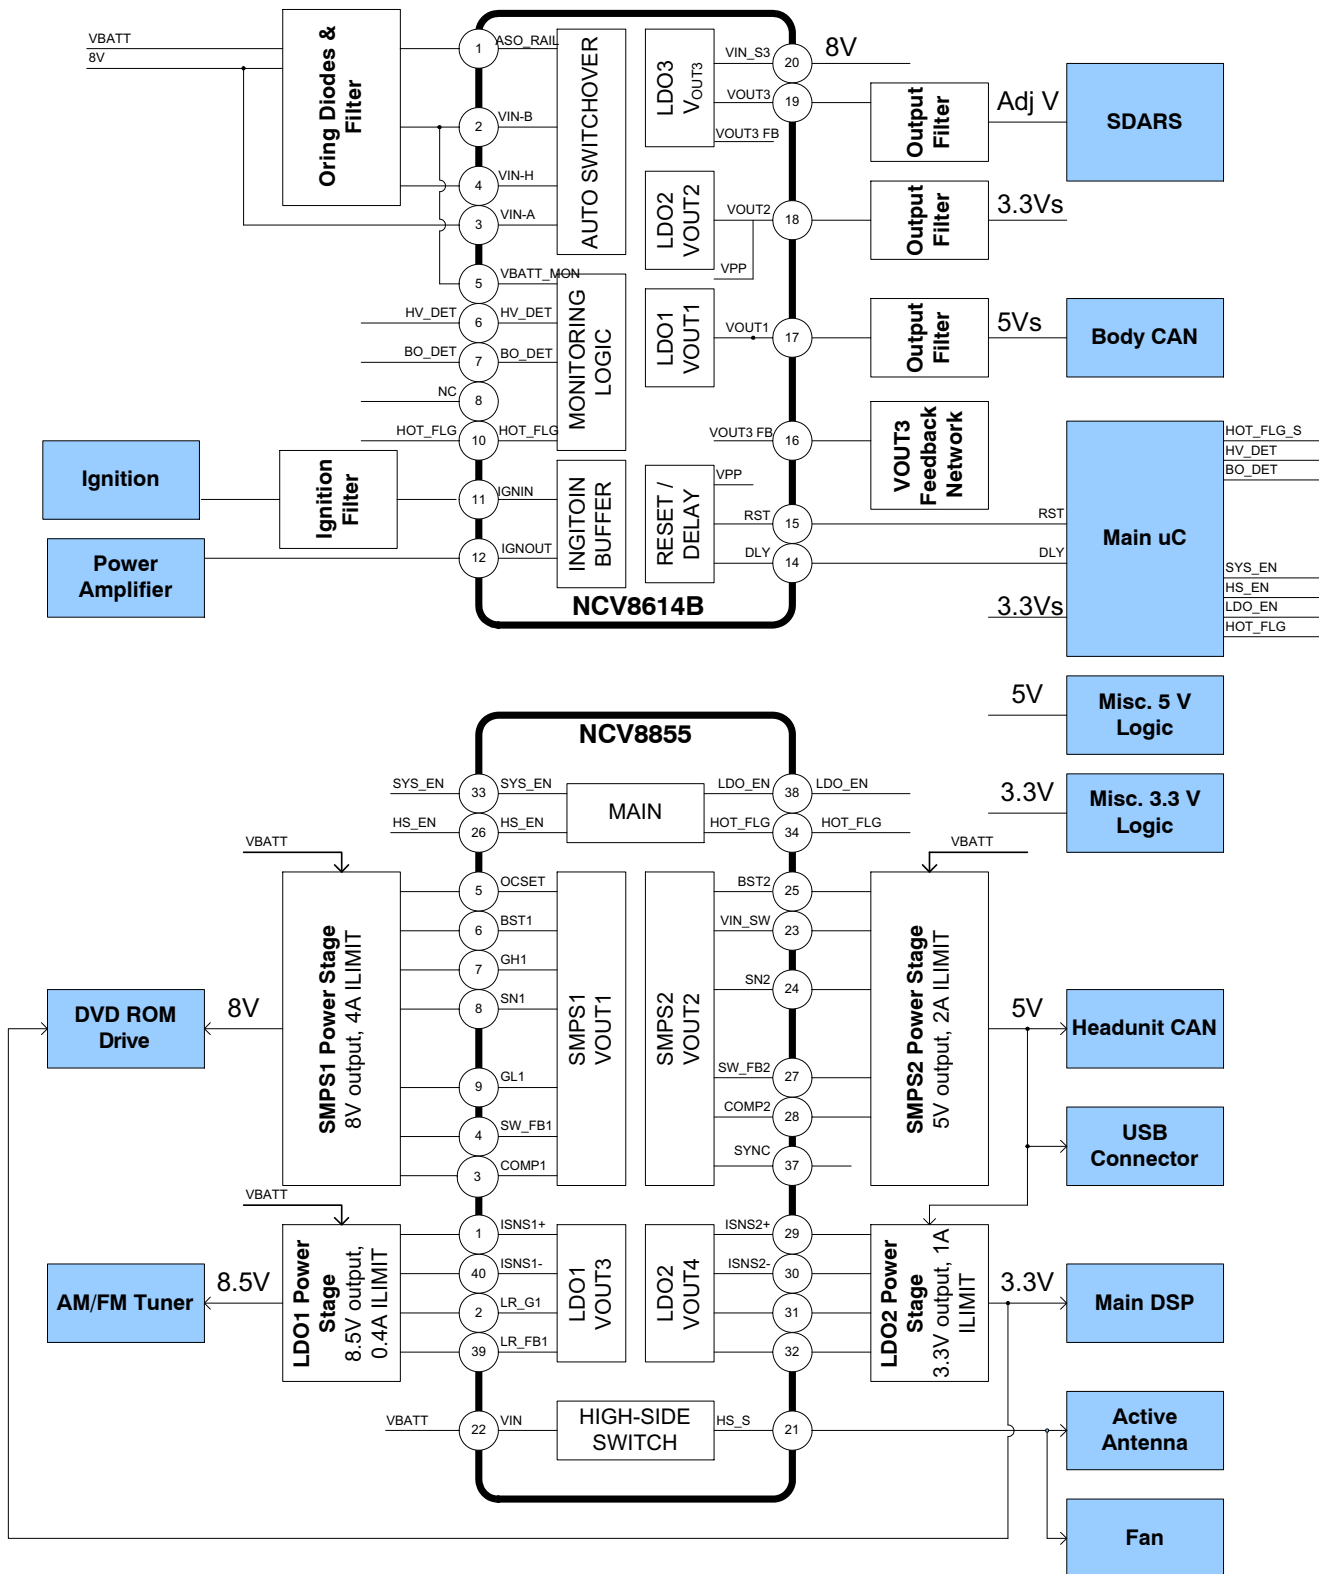 VBATT
8V
Oring Diodes &
Filter
1
ASO_RAIL
2
VIN-B
4
VIN-H
3
VIN-A
AUTO SWITCHOVER
5
VBATT_MON
HV_DET
6
HV_DET
BO_DET
7
BO_DET
NC
8
HOT_FLG
10
HOT_FLG
MONITORING
LOGIC
Ignition
Ignition
Filter
11
IGNIN
Power
Amplifier
12
IGNOUT
INGITOIN
BUFFER
LDO3
VOUT3
VIN_S3
20
8V
VOUT3
19
VOUT3 FB
Output
Filter
Adj V
SDARS
LDO2
VOUT2
VOUT2
18
VPP
Output
Filter
3.3Vs
LDO1
VOUT1
VOUT1
17
Output
Filter
5Vs
Body CAN
VOUT3 FB
16
VOUT3
Feedback
Network
RESET /
DELAY
VPP
RST
15
RST
DLY
14
DLY
3.3Vs
Main uC
HOT_FLG_S
HV_DET
BO_DET
SYS_EN
HS_EN
LDO_EN
HOT_FLG
NCV8614B
5V
Misc. 5 V
Logic
3.3V
Misc. 3.3 V
Logic
NCV8855
SYS_EN
33
SYS_EN
HS_EN
26
HS_EN
MAIN
LDO_EN
38
LDO_EN
HOT_FLG
34
HOT_FLG
VBATT
SMPS1 Power Stage
8V output, 4A ILIMIT
5
OCSET
6
BST1
7
GH1
8
SN1
9
GL1
4
SW_FB1
3
COMP1
SMPS1
VOUT1
DVD ROM
Drive
8V
SMPS2
VOUT2
BST2
25
VIN_SW
23
SN2
24
SW_FB2
27
COMP2
28
SYNC
37
VBATT
SMPS2 Power Stage
5V output, 2A ILIMIT
5V
Headunit CAN
USB
Connector
VBATT
LDO1 Power
Stage
8.5V output,
0.4A ILIMIT
1
ISNS1+
40
ISNS1-
2
LR_G1
39
LR_FB1
LDO1
VOUT3
AM/FM Tuner
8.5V
LDO2
VOUT4
ISNS2+
29
ISNS2-
30
31
32
LDO2 Power
Stage
3.3V output, 1A
ILIMIT
3.3V
Main DSP
VBATT
22
VIN
HIGH-SIDE
SWITCH
HS_S
21
Active
Antenna
Fan